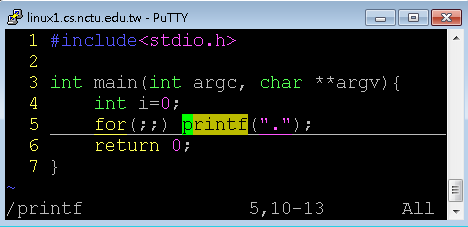 linux1.cs.nctu.edu.tw - PuTTY
1 #include<stdio.h>
2
3 int main(int argc, char **argv){
4     int i=0;
5     for(;;) printf(".");
6     return 0;
7 }
~
/printf 5,10-13 All